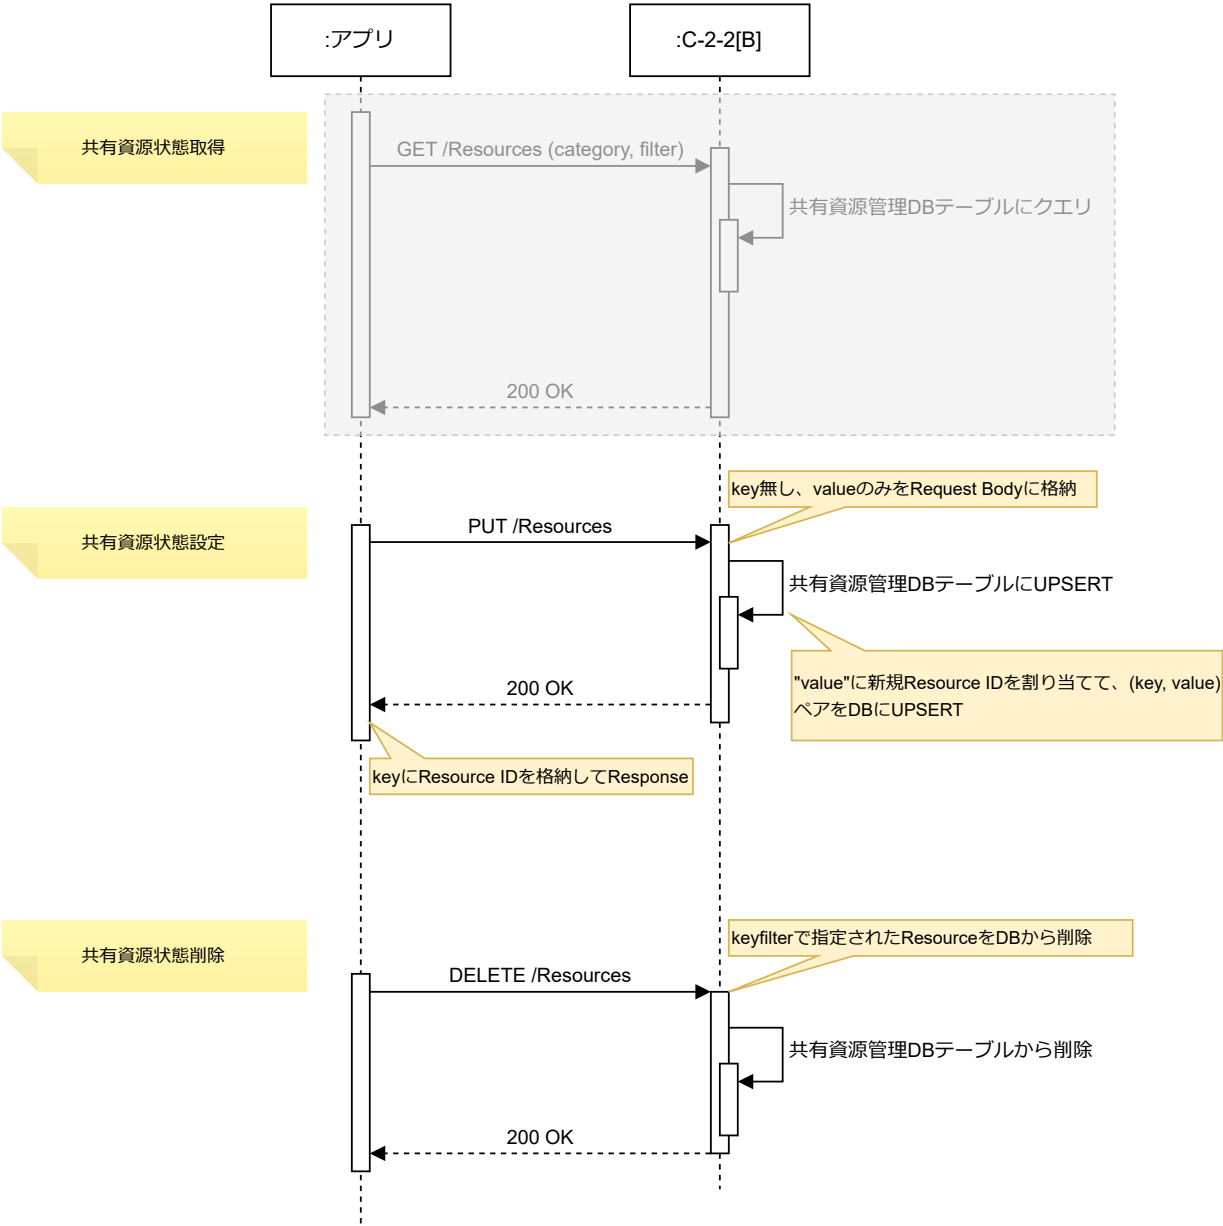 :アプリ
:C-2-2[B]
共有資源状態取得
GET /Resources (category, filter)
共有資源管理DBテーブルにクエリ
200 OK
key無し、valueのみをRequest Bodyに格納
共有資源状態設定
PUT /Resources
共有資源管理DBテーブルにUPSERT
"value"に新規Resource IDを割り当てて、(key, value)
ペアをDBにUPSERT
200 OK
keyにResource IDを格納してResponse
共有資源状態削除
keyfilterで指定されたResourceをDBから削除
DELETE /Resources
共有資源管理DBテーブルから削除
200 OK